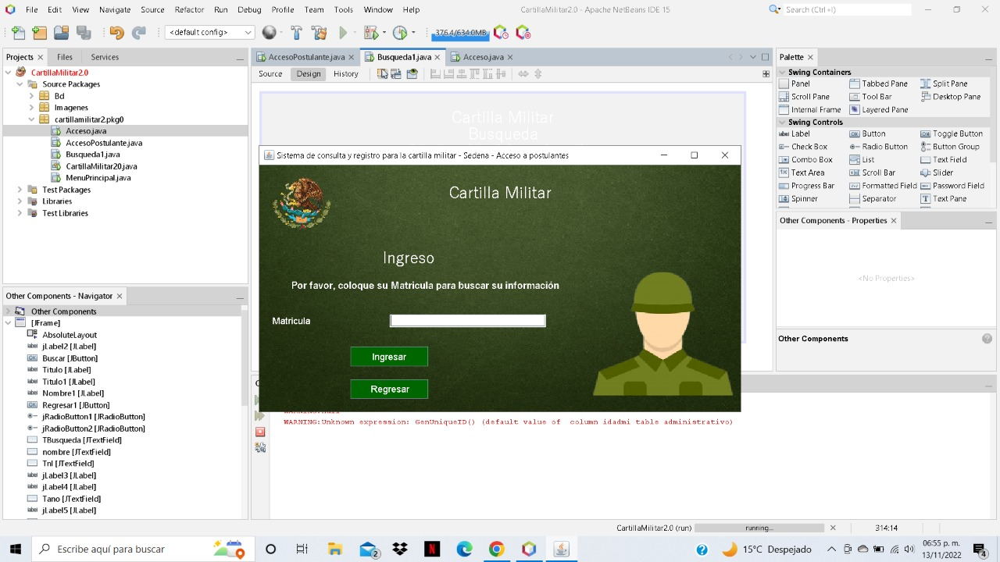 File Edit View Navigate Source Refactor Run Debug Profile Team Tools Window Help
CartillaMilitar2.0 - Apache NetBeans IDE 15
Search (Ctrl+I)
<default config>
376.4/634.0MB
Projects Files Services
CartillaMilitar2.0
Source Packages
Bd
Imagenes
cartillamilitar2.pkg0
Acceso.java
AccesoPostulante.java
Busqueda1.java
CartillaMilitar20.java
MenuPrincipal.java
Test Packages
Libraries
Test Libraries
Other Components - Navigator
Other Components
[JFrame]
AbsoluteLayout
jLabel2 [JLabel]
Buscar [JButton]
Titulo [JLabel]
Titulo1 [JLabel]
Nombre1 [JLabel]
Regresar1 [JButton]
jRadioButton1 [JRadioButton]
jRadioButton2 [JRadioButton]
TBusqueda [JTextField]
nombre [JTextField]
Tnl [JTextField]
jLabel3 [JLabel]
jLabel4 [JLabel]
Tano [JTextField]
jLabel5 [JLabel]
AccesoPostulante.java Busqueda1.java Acceso.java
Source Design History
Cartilla Militar
Busqueda
Sistema de consulta y registro para la cartilla militar - Sedena - Acceso a postulantes
Cartilla Militar
Ingreso
Por favor, coloque su Matricula para buscar su información
Matricula
Ingresar
Regresar
WARNING:Unknown expression: GenUniqueID() (default value of column idadmi table administrativo)
Palette
Swing Containers
Panel Tabbed Pane Split Pane
Scroll Pane Tool Bar Desktop Pane
Internal Frame Layered Pane
Swing Controls
Label Button Toggle Button
Check Box Radio Button Button Group
Combo Box List Text Field
Text Area Scroll Bar Slider
Progress Bar Formatted Field Password Field
Spinner Separator Text Pane
Other Components - Properties
<No Properties>
Other Components
CartillaMilitar2.0 (run) running... 314:14
Escribe aquí para buscar
15°C Despejado
06:55 p. m.
13/11/2022